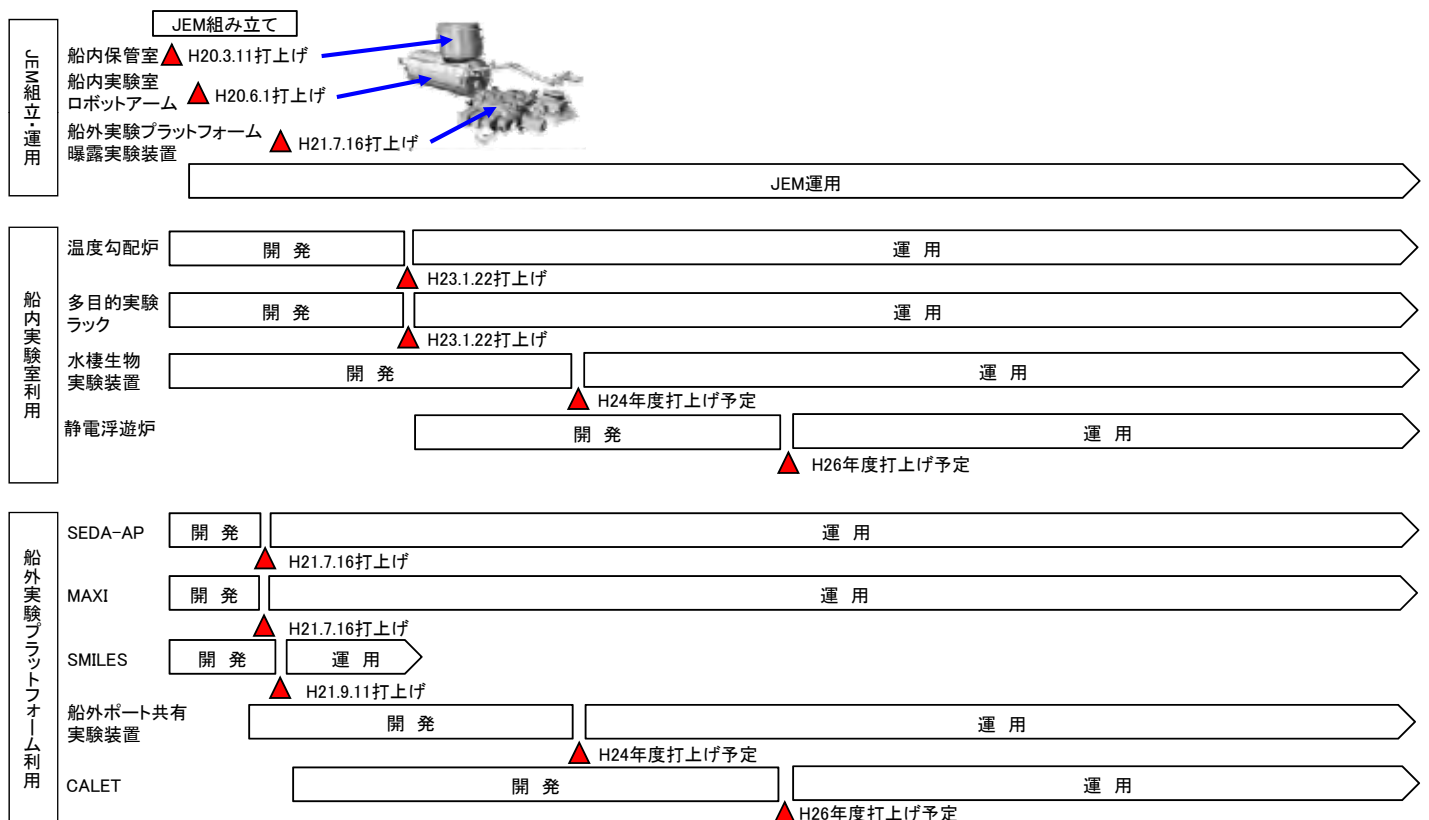 JEM組立・運用
JEM組み立て
船内保管室
H20.3.11打上げ
船内実験室
ロボットアーム
H20.6.1打上げ
船外実験プラットフォーム
曝露実験装置
H21.7.16打上げ
JEM運用
船内実験室利用
温度勾配炉
開 発
運 用
H23.1.22打上げ
多目的実験
ラック
開 発
運 用
H23.1.22打上げ
水棲生物
実験装置
開 発
運 用
H24年度打上げ予定
静電浮遊炉
開 発
運 用
H26年度打上げ予定
船外実験プラットフォーム利用
SEDA-AP
開 発
運 用
H21.7.16打上げ
MAXI
開 発
運 用
H21.7.16打上げ
SMILES
開 発
運 用
H21.9.11打上げ
船外ポート共有
実験装置
開 発
運 用
H24年度打上げ予定
CALET
開 発
運 用
H26年度打上げ予定